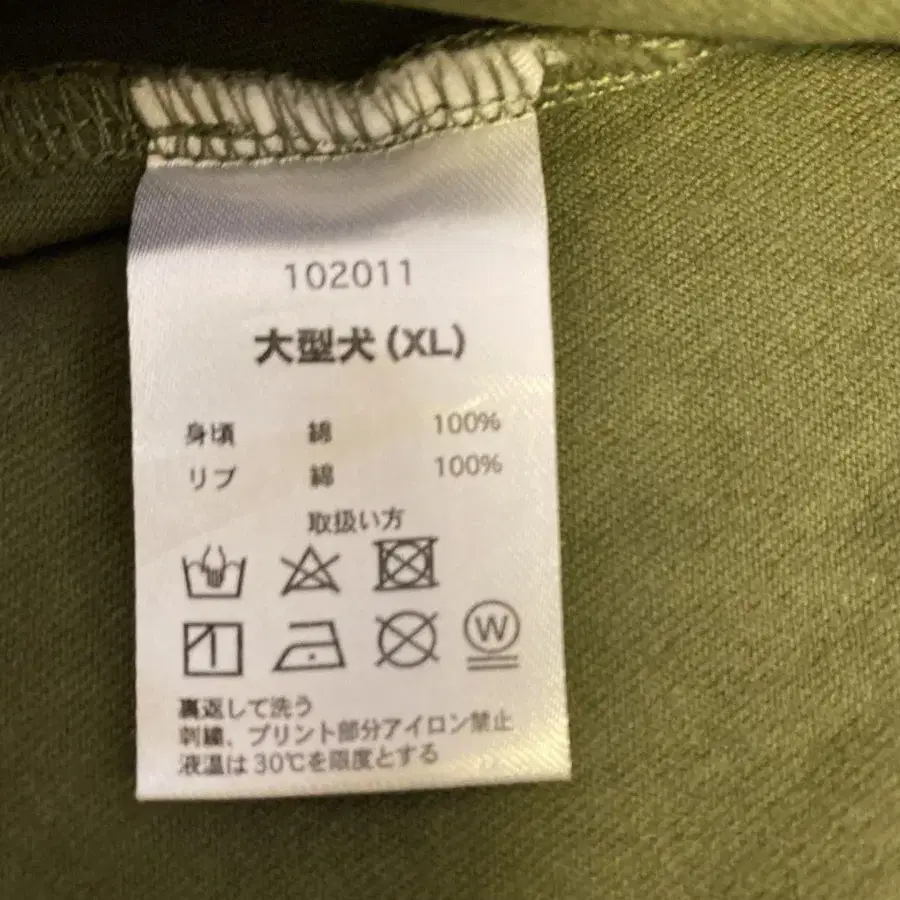 102011
大型犬(XL)
身頃 綿 100%
リブ 綿 100%
取扱い方
W
裏返して洗う
刺繍、プリント部分アイロン禁止
液温は30℃を限度とする